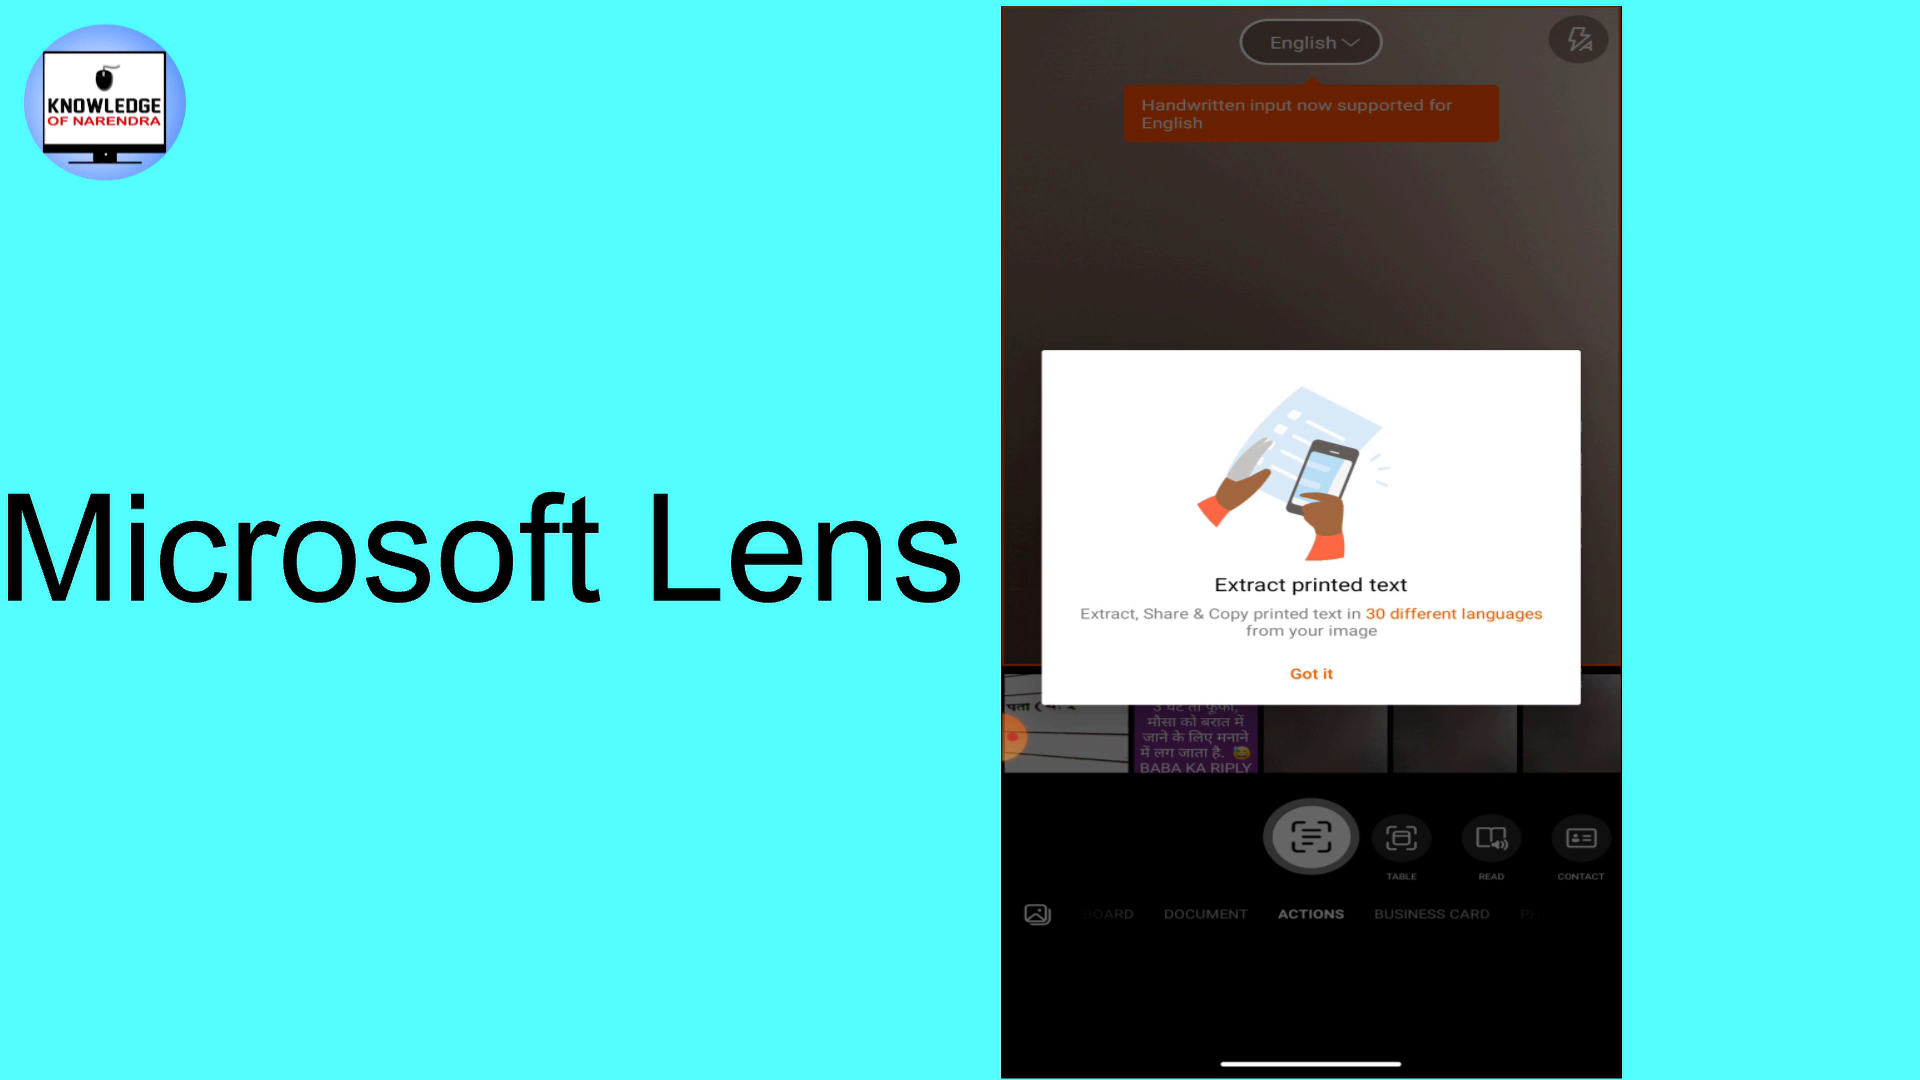 KNOWLEDGE
OF NARENDRA
Microsoft Lens
English
Handwritten input now supported for
English
Extract printed text
Extract, Share & Copy printed text in 30 different languages
from your image
Got it
पता (
मौसा को बरात में
जाने के लिए मनाने
में लग जाता है. 😅
BABA KA RIPLY
TABLE
READ
CONTACT
BOARD
DOCUMENT
ACTIONS
BUSINESS CARD